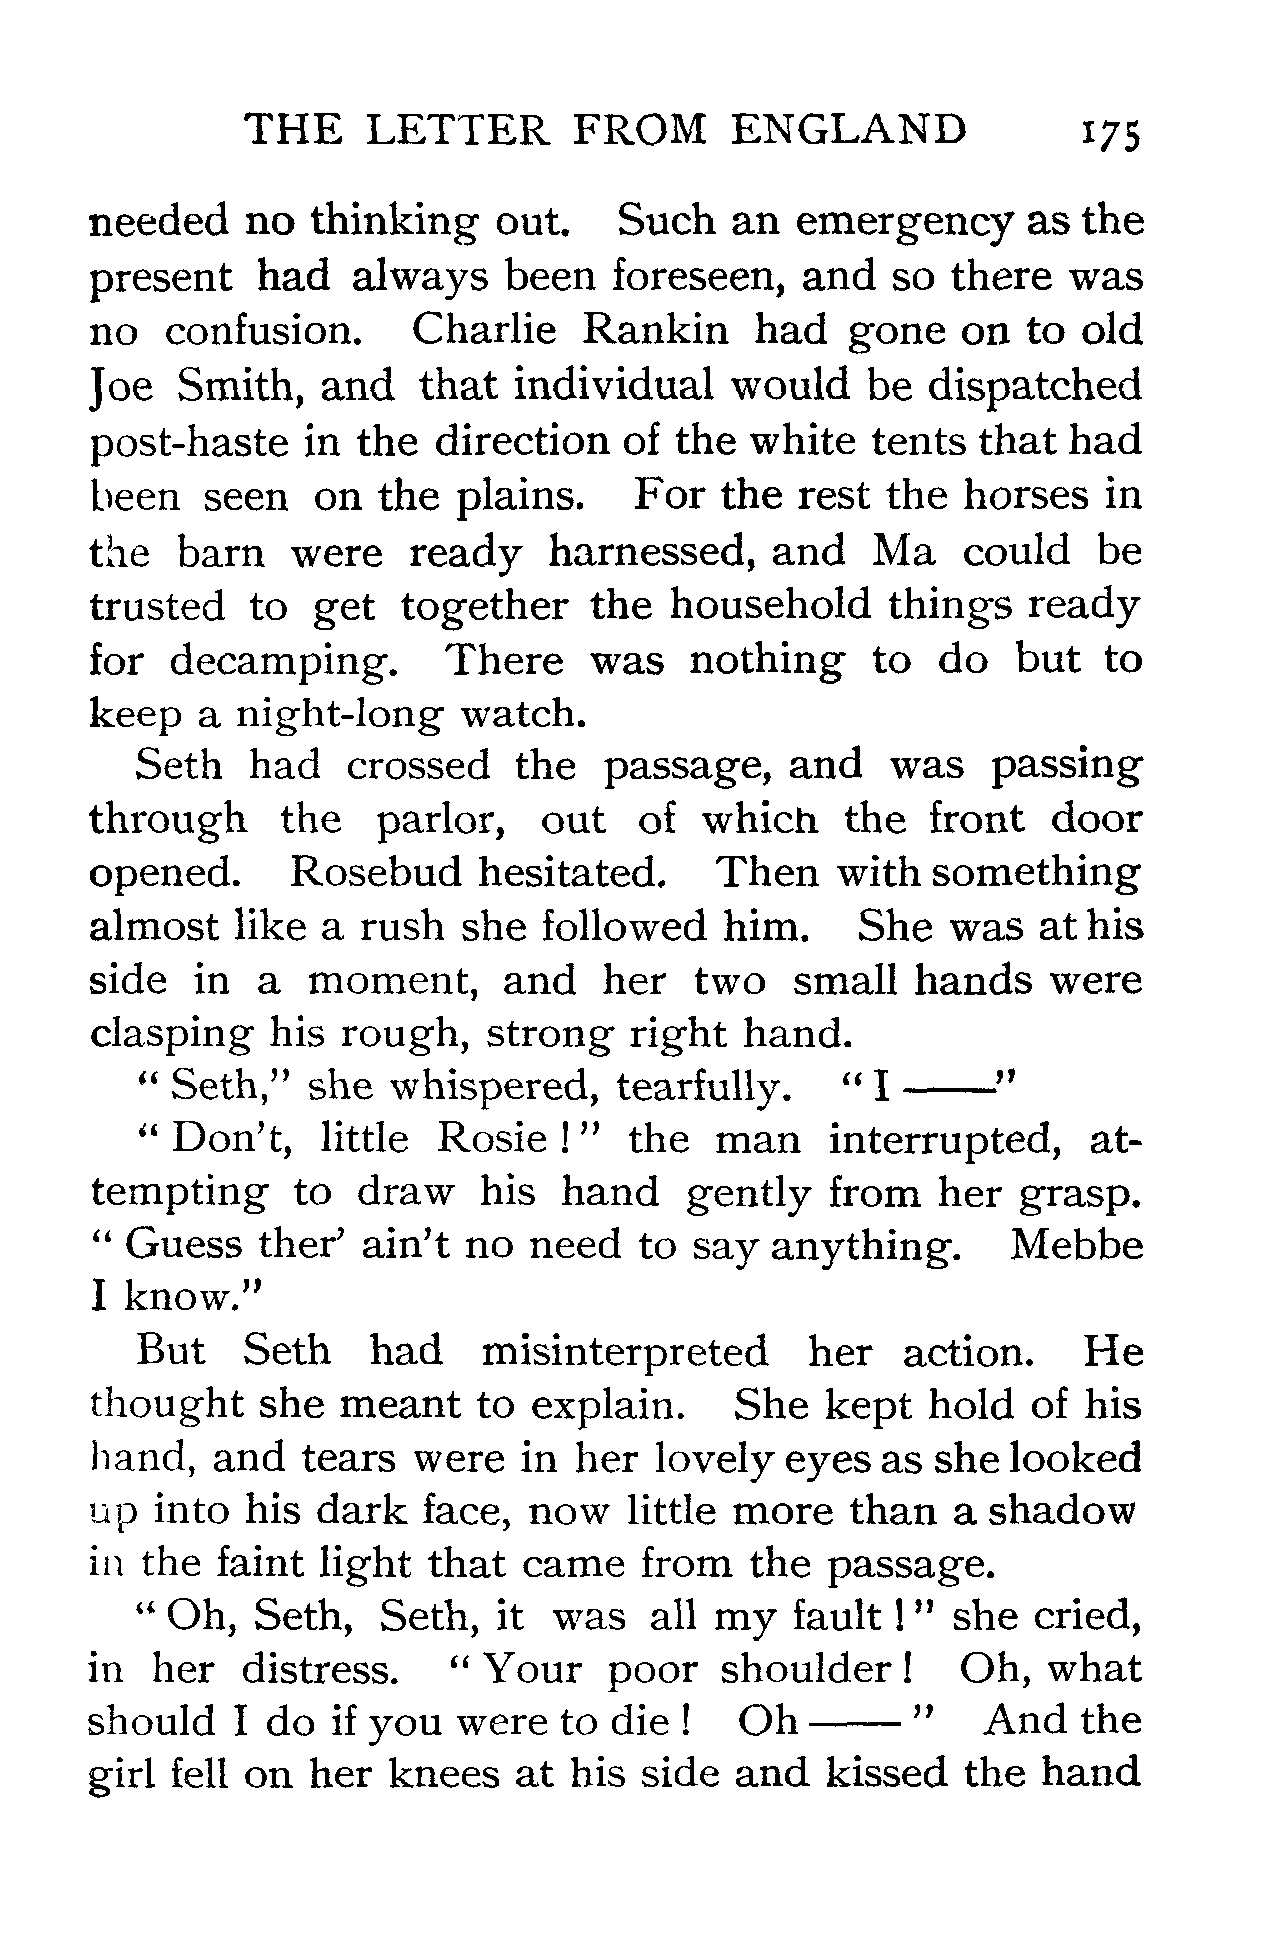 THE LETTER FROM ENGLAND 175
needed no thinking out. Such an emergency as the
present had always been foreseen, and so there was
no confusion. Charlie Rankin had gone on to old
Joe Smith, and that individual would be dispatched
post-haste in the direction of the white tents that had
been seen on the plains. For the rest the horses in
the barn were ready harnessed, and Ma could be
trusted to get together the household things ready
for decamping. There was nothing to do but to
keep a night-long watch.
Seth had crossed the passage, and was passing
through the parlor, out of which the front door
opened. Rosebud hesitated. Then with something
almost like a rush she followed him. She was at his
side in a moment, and her two small hands were
clasping his rough, strong right hand.
“ Seth,” she whispered, tearfully. “ I ——”
“ Don't, little Rosie ! ” the man interrupted, at-
tempting to draw his hand gently from her grasp.
“ Guess ther’ ain't no need to say anything. Mebbe
I know.”
But Seth had misinterpreted her action. He
thought she meant to explain. She kept hold of his
hand, and tears were in her lovely eyes as she looked
up into his dark face, now little more than a shadow
in the faint light that came from the passage.
“ Oh, Seth, Seth, it was all my fault ! ” she cried,
in her distress. “ Your poor shoulder ! Oh, what
should I do if you were to die ! Oh —— ” And the
girl fell on her knees at his side and kissed the hand